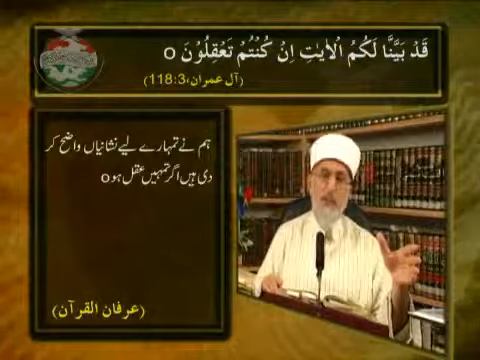 قَدْ بَيَّنَّا لَكُمُ الْاٰيٰتِ اِنْ كُنْتُمْ تَعْقِلُوْنَ o
(آل عمران،118:3)
ہم نے تمہارے لیے نشانیاں واضح کر
دی ہیں اگر تمہیں عقل ہو o
(عرفان القرآن)